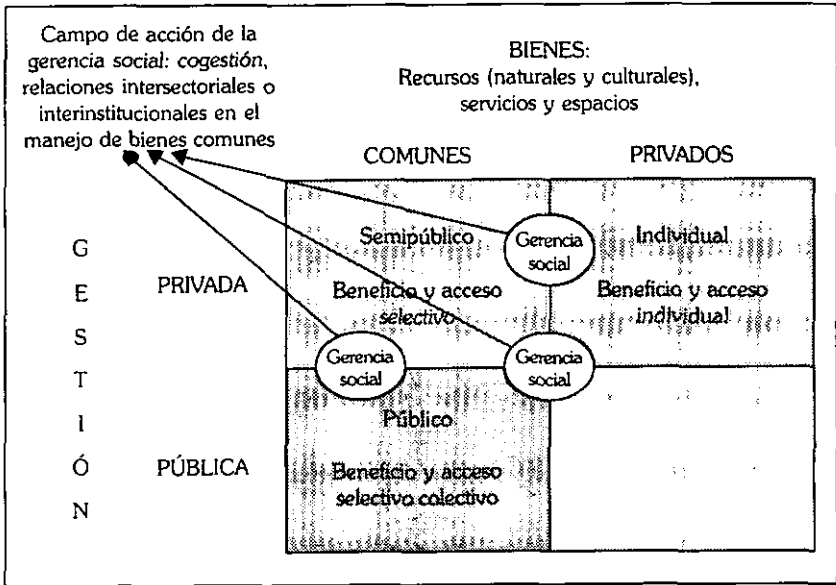 Campo de acción de la
gerencia social: cogestión,
relaciones intersectoriales o
interinstitucionales en el
manejo de bienes comunes
BIENES:
Recursos (naturales y culturales),
servicios y espacios
COMUNES
PRIVADOS
G
E
S
T
I
Ó
N
PRIVADA
Semipúblico
Beneficio y acceso
selectivo
Gerencia
social
Individual
Beneficio y acceso
individual
Gerencia
social
Gerencia
social
PÚBLICA
Público
Beneficio y acceso
selectivo colectivo